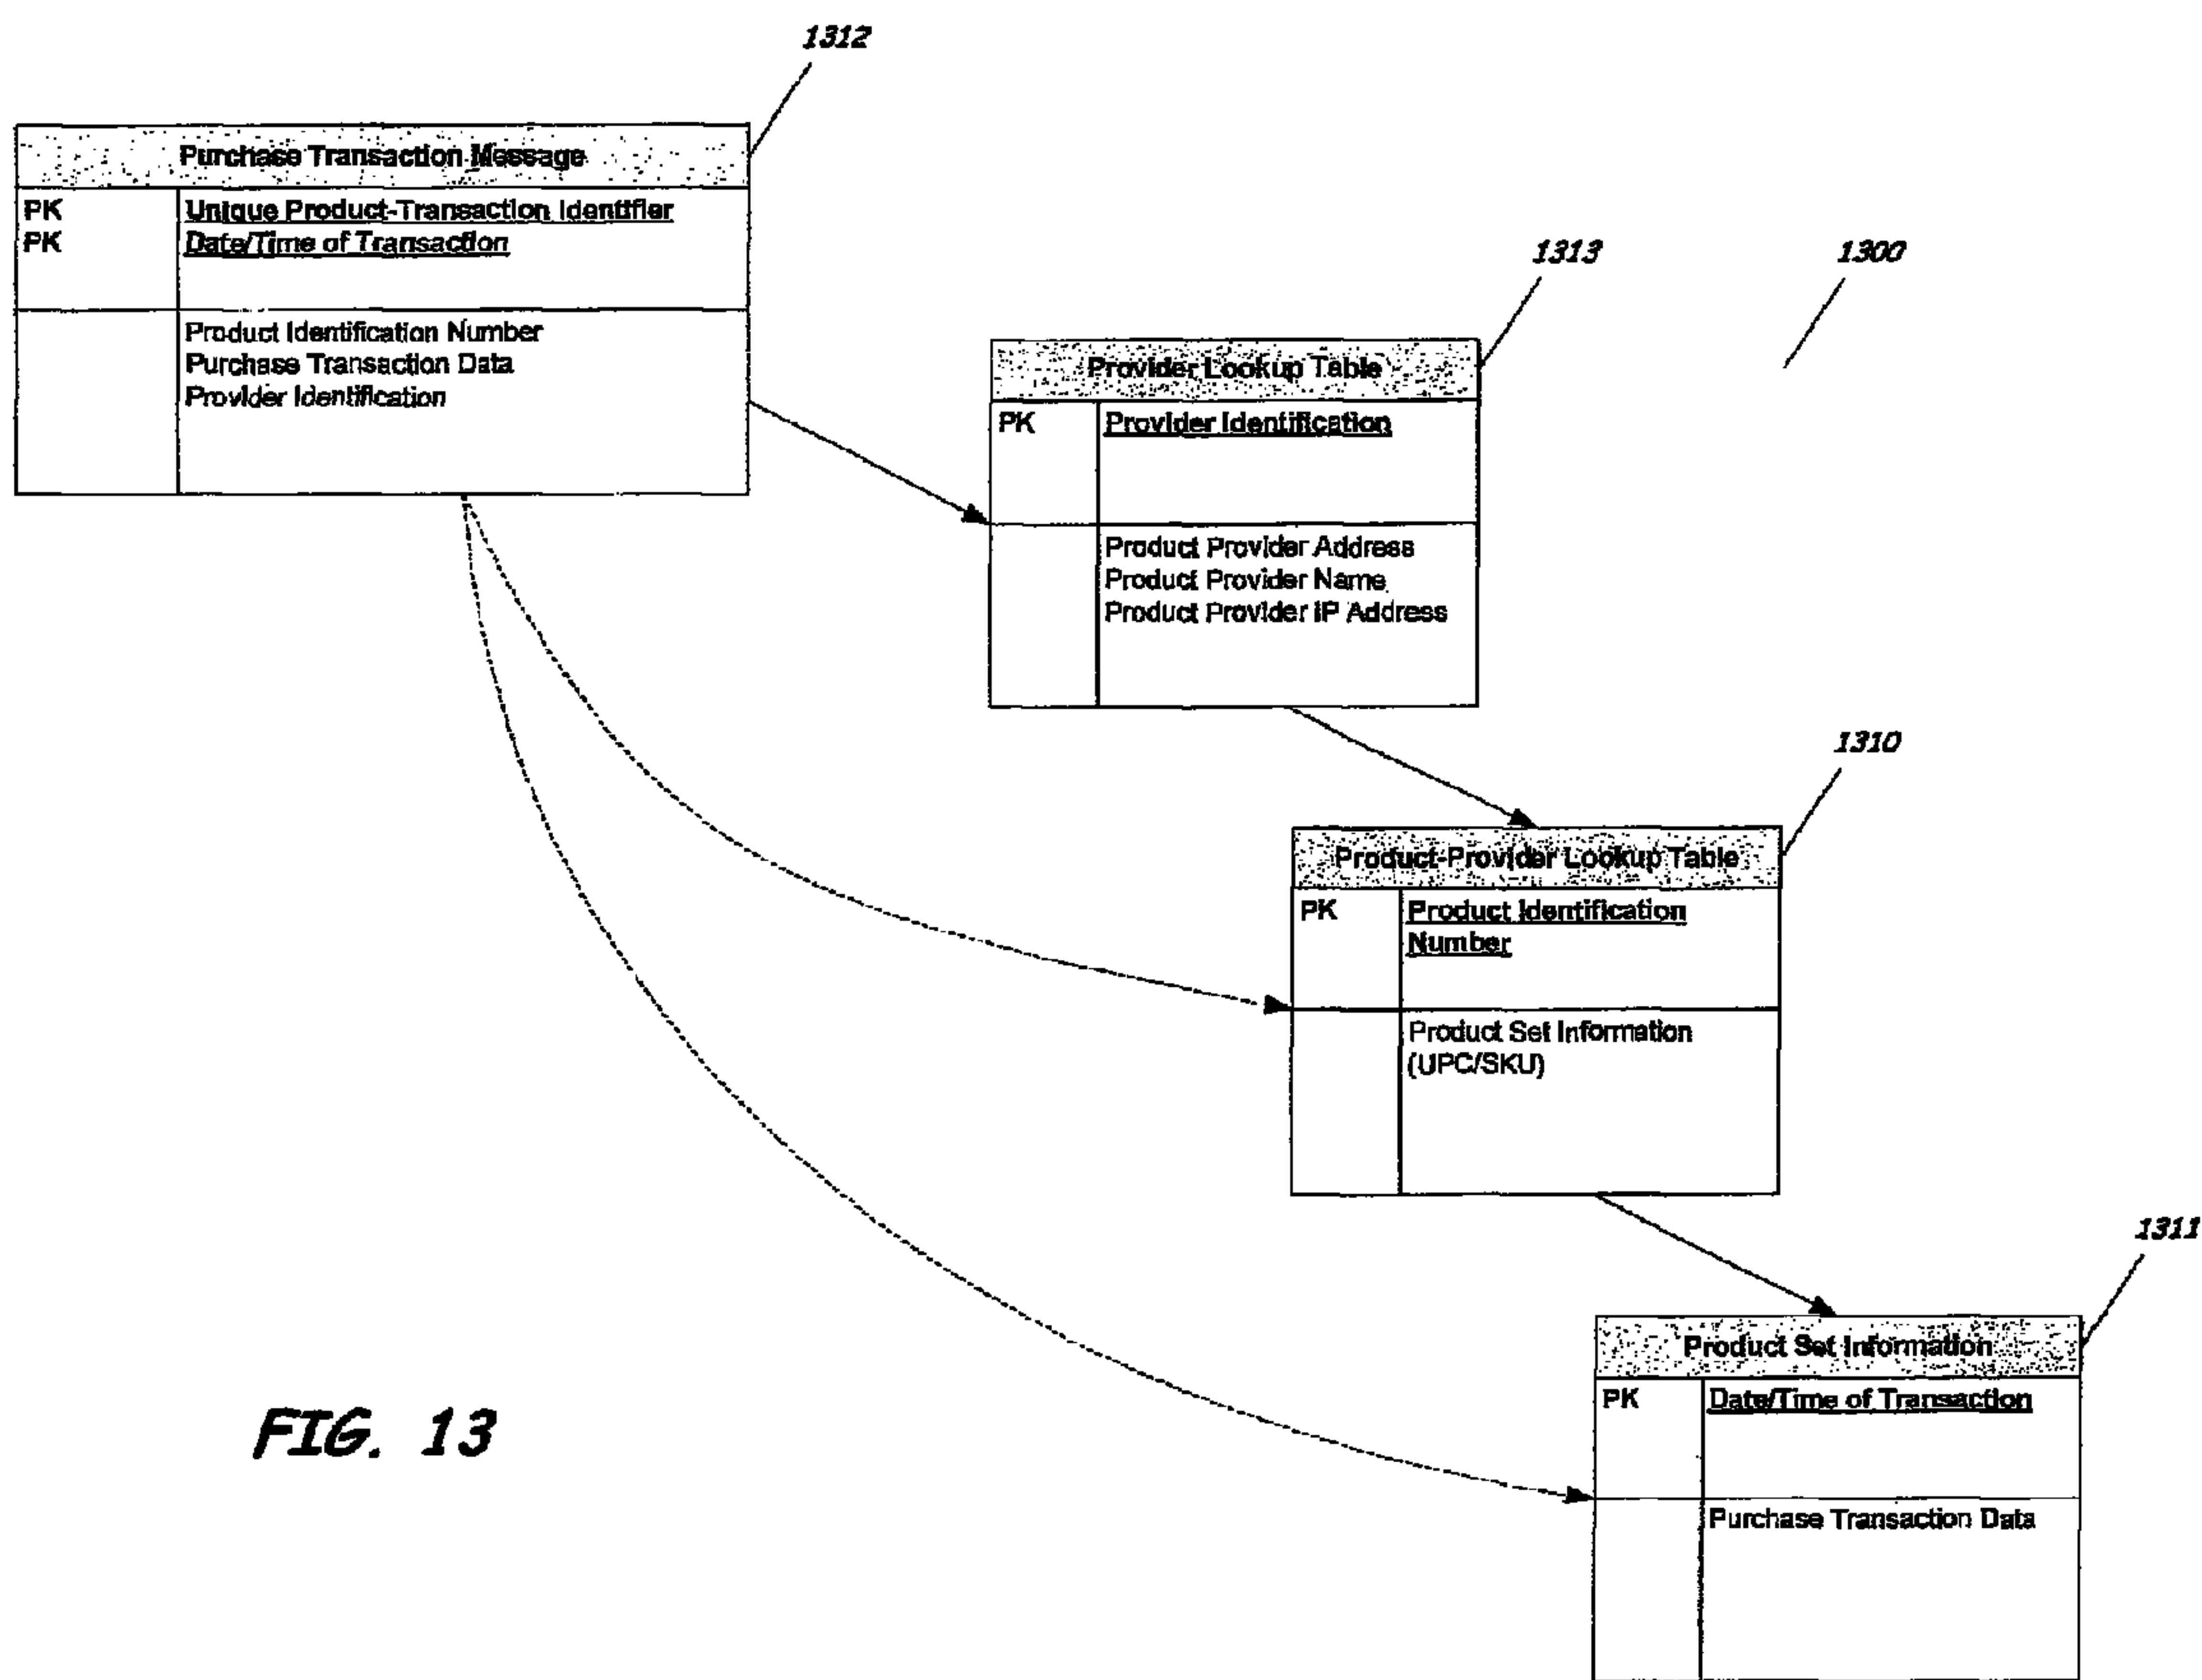 1312
Purchase Transaction Message
PK Unique Product-Transaction Identifier
PK Date/Time of Transaction
Product Identification Number
Purchase Transaction Data
Provider Identification
1313
1300
Provider Lookup Table
PK Provider Identification
Product Provider Address
Product Provider Name
Product Provider IP Address
1310
Product-Provider Lookup Table
PK Product Identification
Number
Product Set Information
(UPC/SKU)
1311
Product Set Information
PK Date/Time of Transaction
Purchase Transaction Data
FIG. 13